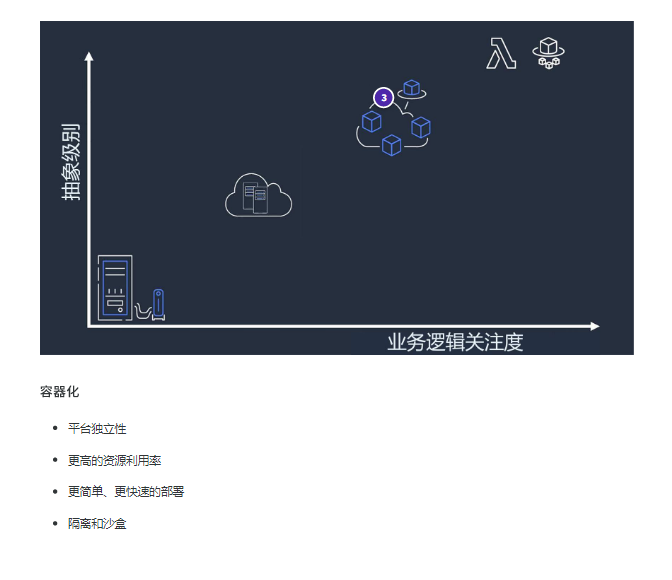 3
抽象级别
业务逻辑关注度
容器化
平台独立性
更高的资源利用率
更简单、更快速的部署
隔离和沙盒